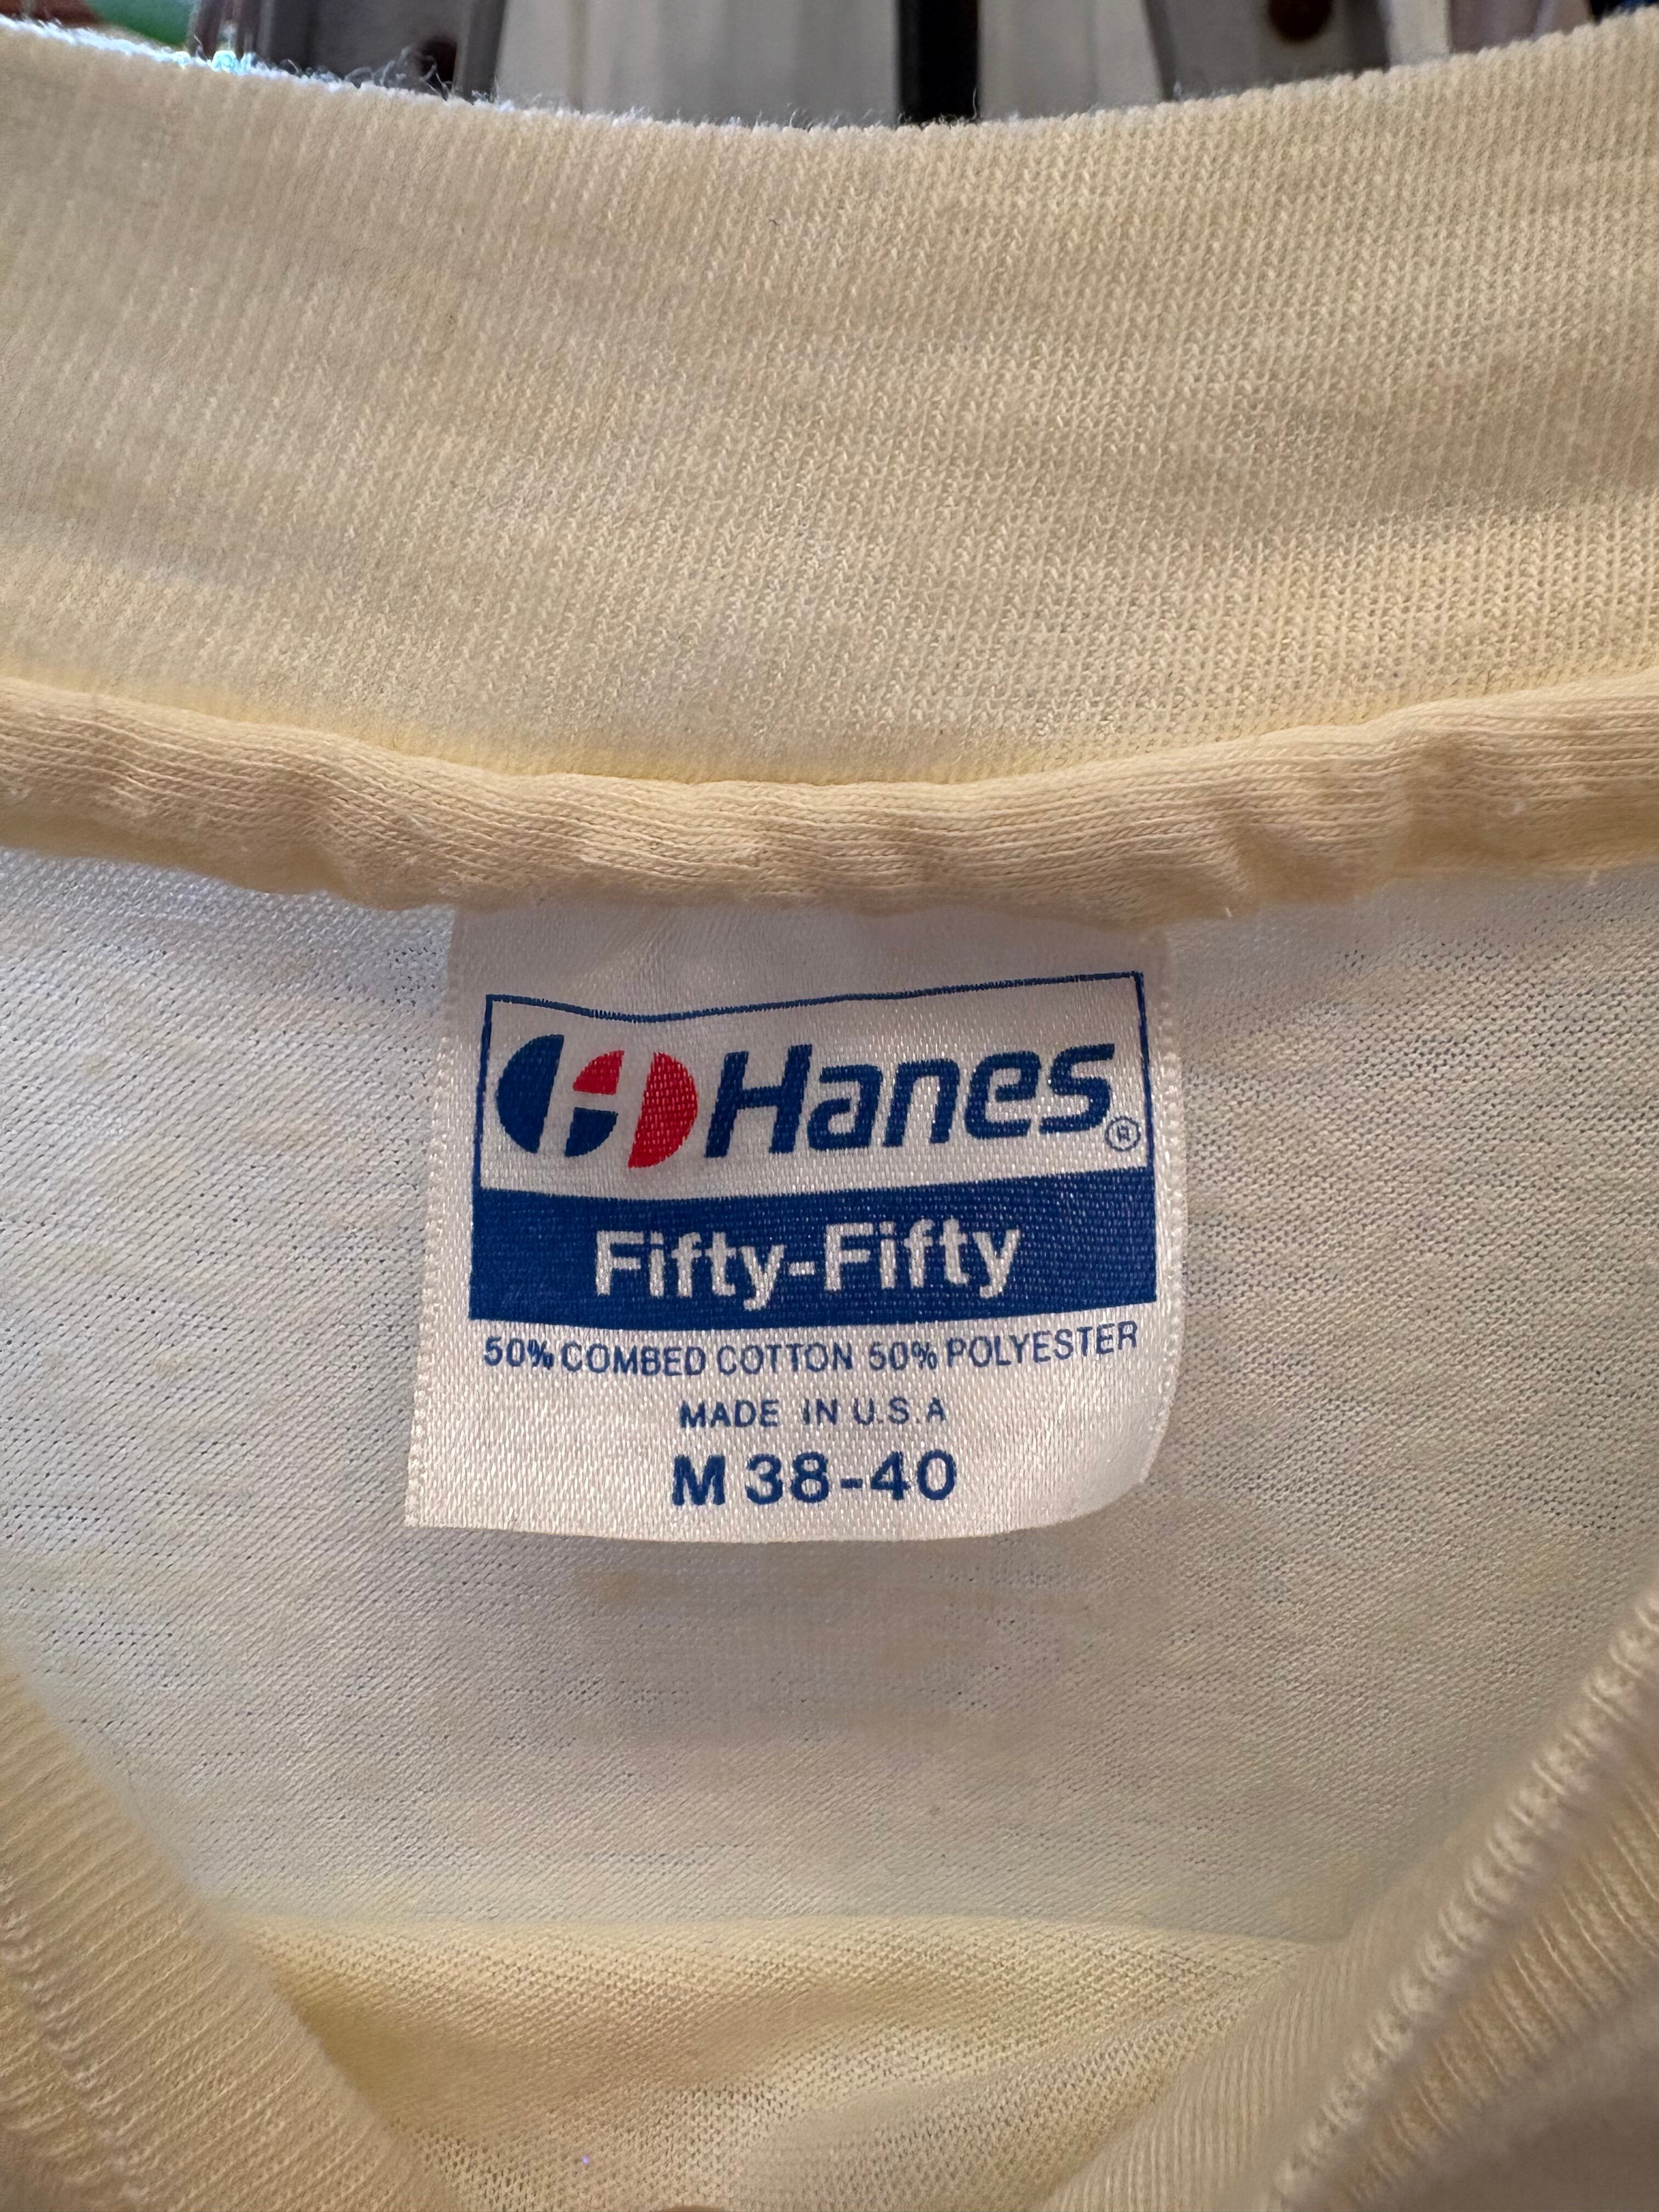 Hanes®
Fifty-Fifty
50% COMBED COTTON 50% POLYESTER
MADE IN U.S.A
M 38-40